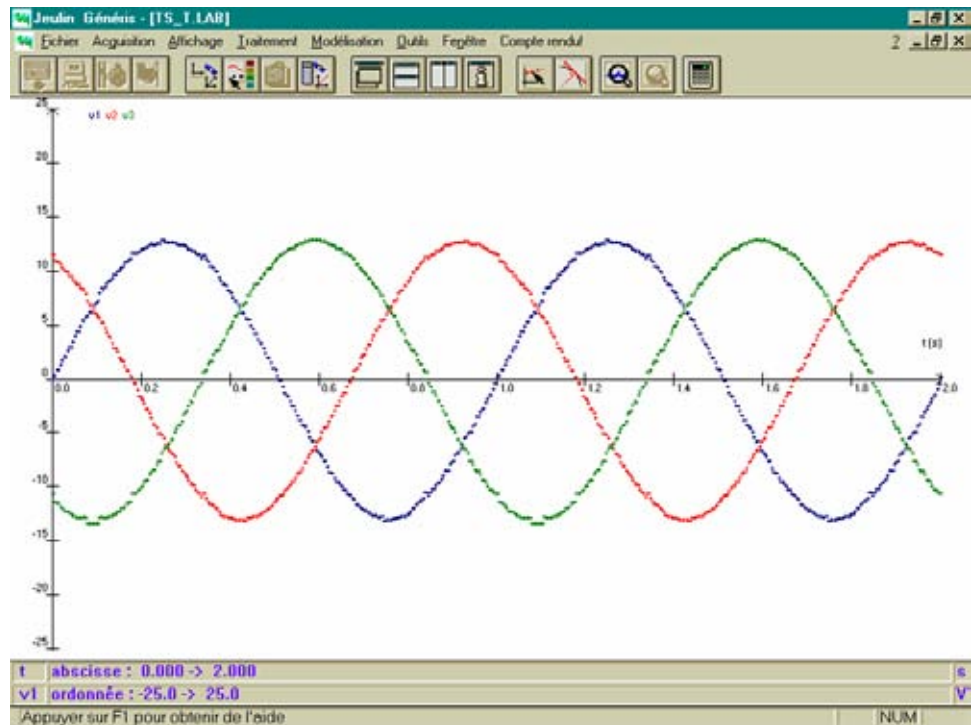 Jeulin Généris - [TS_T.LAB]
Fichier Acquisition Affichage Traitement Modélisation Outils Fenêtre Compte rendu! ?
25
v1 v2 v3
20
15
10
5
t(s)
0
0.0 0.2 0.4 0.6 0.8 1.0 1.2 1.4 1.6 1.8 2.0
-5
-10
-15
-20
-25
t abscisse : 0.000 -> 2.000 s
v1 ordonnée : -25.0 -> 25.0 V
Appuyer sur F1 pour obtenir de l'aide NUM